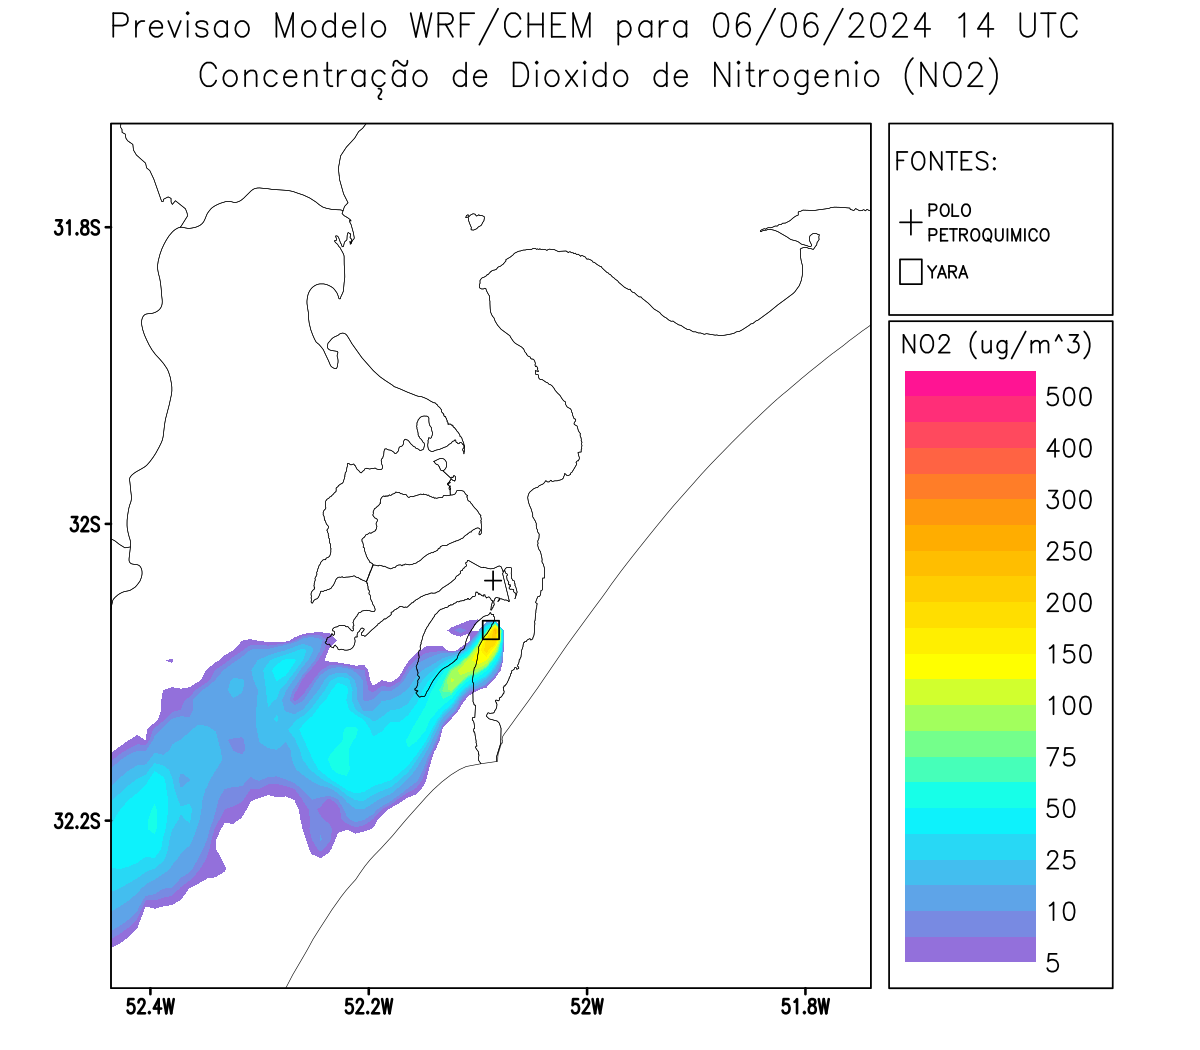 Previsao Modelo WRF/CHEM para 06/06/2024 14 UTC
Concentração de Dioxido de Nitrogenio (NO2)
FONTES:
POLO
PETROQUIMICO
YARA
NO2 (ug/m^3)
500
400
300
250
200
150
100
75
50
25
10
5
31.8S
32S
32.2S
52.4W
52.2W
52W
51.8W